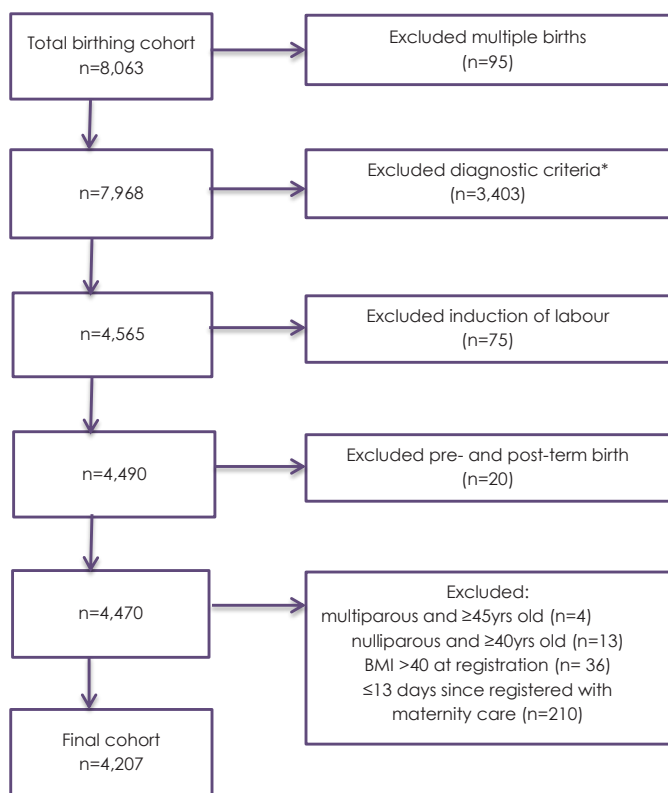 Total birthing cohort
n=8,063
Excluded multiple births
(n=95)
n=7,968
Excluded diagnostic criteria*
(n=3,403)
n=4,565
Excluded induction of labour
(n=75)
n=4,490
Excluded pre- and post-term birth
(n=20)
n=4,470
Excluded:
multiparous and ≥45yrs old (n=4)
nulliparous and ≥40yrs old (n=13)
BMI >40 at registration (n= 36)
≤13 days since registered with
maternity care (n=210)
Final cohort
n=4,207